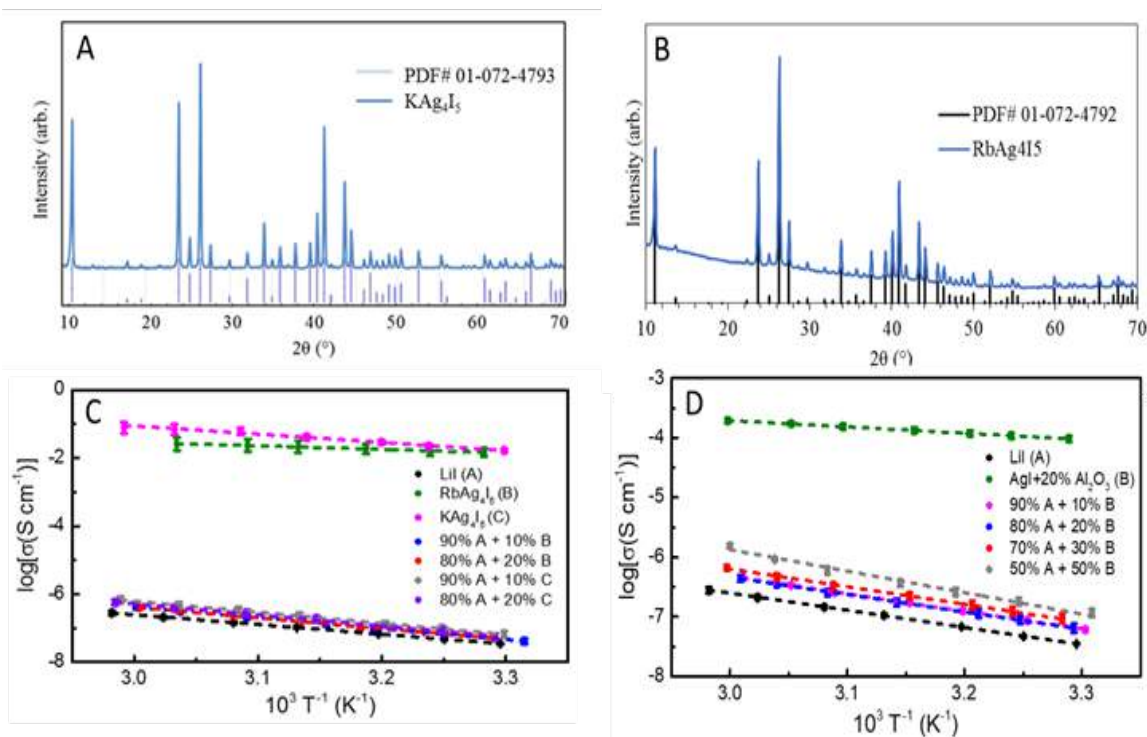 A
PDF# 01-072-4793
KAg₄I₅
Intensity (arb.)
10 20 30 40 50 60 70
2θ (°)
B
PDF# 01-072-4792
RbAg4I5
Intensity (arb.)
10 20 30 40 50 60 70
2θ (°)
C
0
-2
-4
-6
-8
log[σ(S cm⁻¹)]
LiI (A)
RbAg₄I₅ (B)
KAg₄I₅ (C)
90% A + 10% B
80% A + 20% B
90% A + 10% C
80% A + 20% C
3.0 3.1 3.2 3.3
10³ T⁻¹ (K⁻¹)
D
-3
-4
-5
-6
-7
-8
log[σ(S cm⁻¹)]
LiI (A)
AgI+20% Al₂O₃ (B)
90% A + 10% B
80% A + 20% B
70% A + 30% B
50% A + 50% B
3.0 3.1 3.2 3.3
10³ T⁻¹ (K⁻¹)